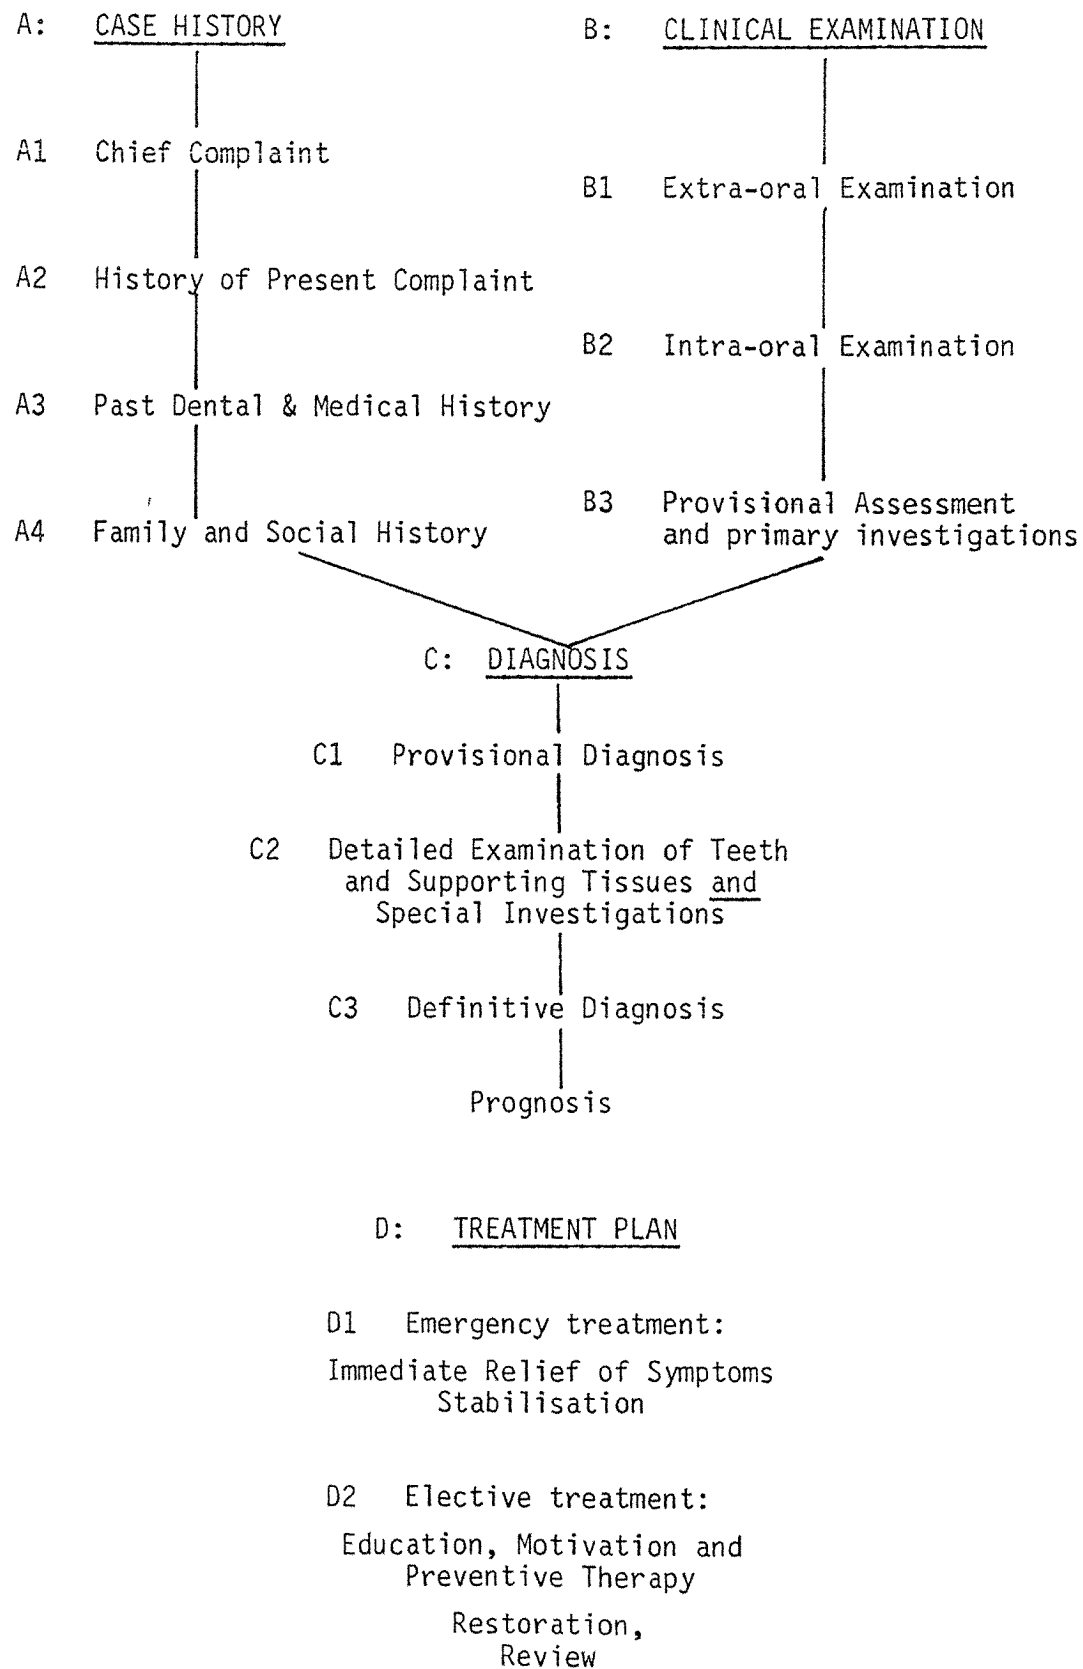 A: CASE HISTORY
A1 Chief Complaint
A2 History of Present Complaint
A3 Past Dental & Medical History
A4 Family and Social History
B: CLINICAL EXAMINATION
B1 Extra-oral Examination
B2 Intra-oral Examination
B3 Provisional Assessment
and primary investigations
C: DIAGNOSIS
C1 Provisional Diagnosis
C2 Detailed Examination of Teeth
and Supporting Tissues and
Special Investigations
C3 Definitive Diagnosis
Prognosis
D: TREATMENT PLAN
D1 Emergency treatment:
Immediate Relief of Symptoms
Stabilisation
D2 Elective treatment:
Education, Motivation and
Preventive Therapy
Restoration,
Review